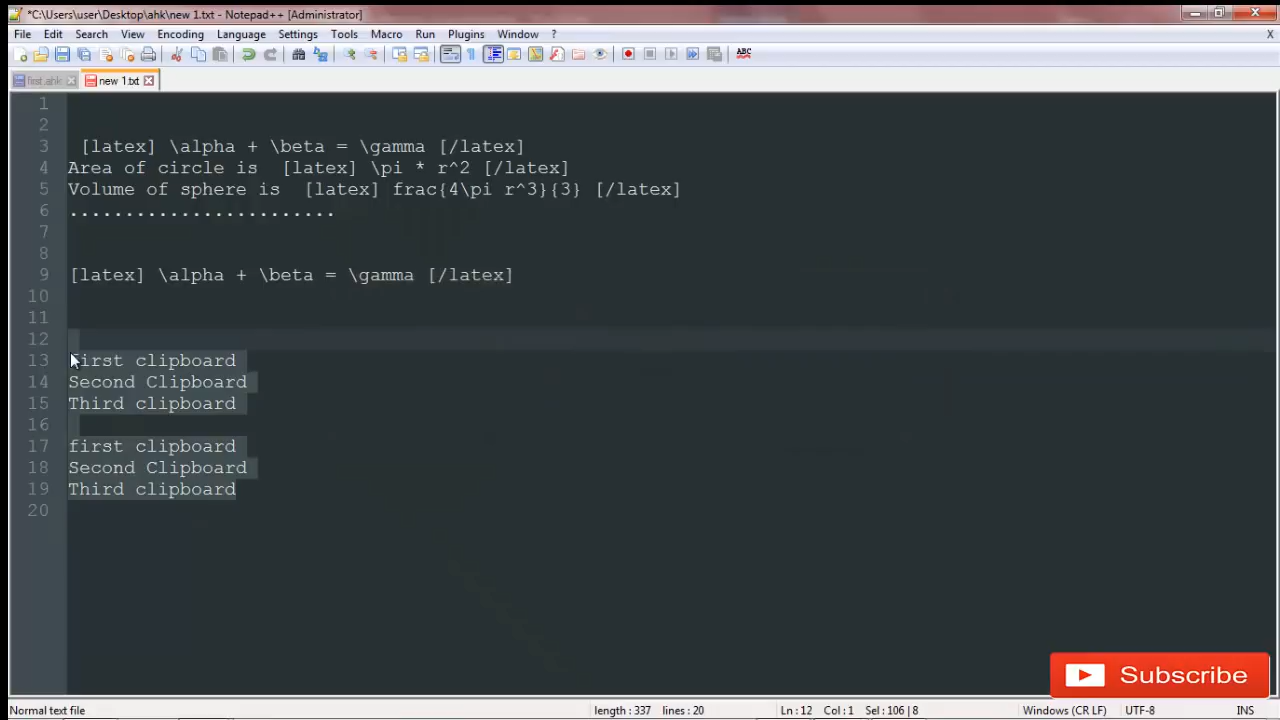 *C:\Users\user\Desktop\ahk\new 1.txt - Notepad++ [Administrator]
File Edit Search View Encoding Language Settings Tools Macro Run Plugins Window ? X
ABC
first.ahk new 1.txt
1
2
3 [latex] \alpha + \beta = \gamma [/latex]
4 Area of circle is [latex] \pi * r^2 [/latex]
5 Volume of sphere is [latex] frac{4\pi r^3}{3} [/latex]
6 ........................
7
8
9 [latex] \alpha + \beta = \gamma [/latex]
10
11
12
13 first clipboard
14 Second Clipboard
15 Third clipboard
16
17 first clipboard
18 Second Clipboard
19 Third clipboard
20
Subscribe
Normal text file length : 337 lines : 20 Ln : 12 Col : 1 Sel : 106 | 8 Windows (CR LF) UTF-8 INS